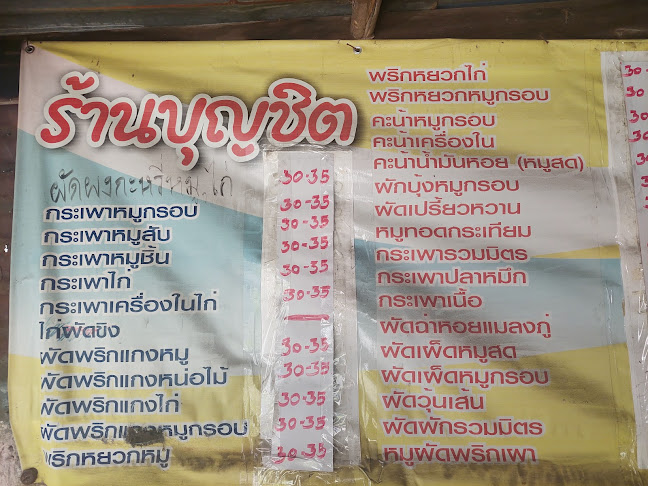 ร้านบุญชิต
ผัดผงกะหรี่หมู,ไก่ 30-35
กระเพาหมูกรอบ 30-35
กระเพาหมูสับ 30-35
กระเพาหมูชิ้น 30-35
กระเพาไก่ 30-35
กระเพาเครื่องในไก่ 30-35
ไก่ผัดขิง
ผัดพริกแกงหมู 30-35
ผัดพริกแกงหน่อไม้ 30-35
ผัดพริกแกงไก่ 30-35
ผัดพริกแกงหมูกรอบ 30-35
พริกหยวกหมู 30-35
พริกหยวกไก่
พริกหยวกหมูกรอบ
คะน้าหมูกรอบ
คะน้าเครื่องใน
คะน้าน้ำมันหอย (หมูสด)
ผักบุ้งหมูกรอบ
ผัดเปรี้ยวหวาน
หมูทอดกระเทียม
กระเพารวมมิตร
กระเพาปลาหมึก
กระเพาเนื้อ
ผัดฉ่าหอยแมลงภู่
ผัดเผ็ดหมูสด
ผัดเผ็ดหมูกรอบ
ผัดวุ้นเส้น
ผัดผักรวมมิตร
หมูผัดพริกเผา